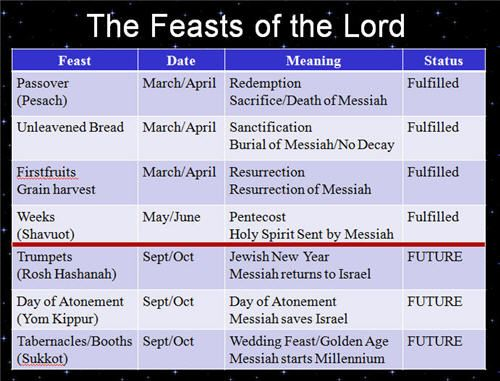 The Feasts of the Lord
Feast Date Meaning Status
Passover March/April Redemption Fulfilled
(Pesach) Sacrifice/Death of Messiah
Unleavened Bread March/April Sanctification Fulfilled
Burial of Messiah/No Decay
Firstfruits March/April Resurrection Fulfilled
Grain harvest Resurrection of Messiah
Weeks May/June Pentecost Fulfilled
(Shavuot) Holy Spirit Sent by Messiah
Trumpets Sept/Oct Jewish New Year FUTURE
(Rosh Hashanah) Messiah returns to Israel
Day of Atonement Sept/Oct Day of Atonement FUTURE
(Yom Kippur) Messiah saves Israel
Tabernacles/Booths Sept/Oct Wedding Feast/Golden Age FUTURE
(Sukkot) Messiah starts Millennium